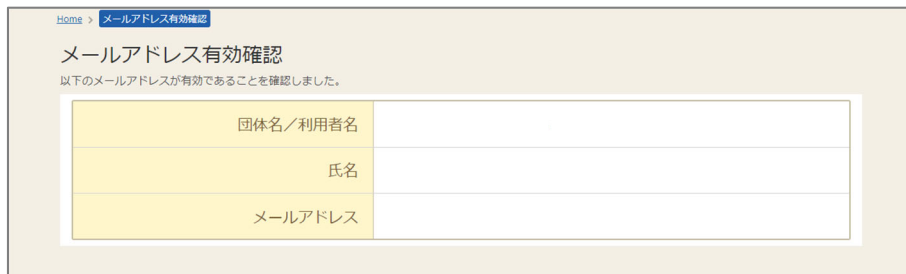 Home > メールアドレス有効確認
メールアドレス有効確認
以下のメールアドレスが有効であることを確認しました。
団体名／利用者名
氏名
メールアドレス